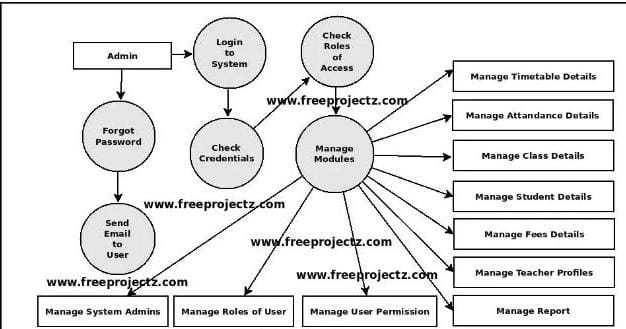 Admin
Login
to
System
Check
Roles
of
Access
Forgot
Password
Check
Credentials
Manage
Modules
Send
Email
to
User
www.freeprojectz.com
www.freeprojectz.com
www.freeprojectz.com
www.freeprojectz.com
www.freeprojectz.com
Manage Timetable Details
Manage Attandance Details
Manage Class Details
Manage Student Details
Manage Fees Details
Manage Teacher Profiles
Manage Report
Manage System Admins
Manage Roles of User
Manage User Permission